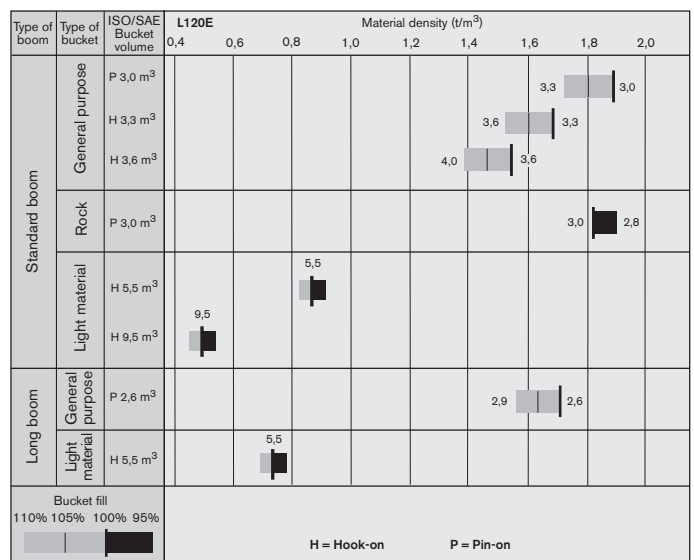 Type of boom
Type of bucket
ISO/SAE Bucket volume
L120E
Material density (t/m³)
0,4 0,6 0,8 1,0 1,2 1,4 1,6 1,8 2,0
Standard boom
General purpose
P 3,0 m³
3,3 3,0
H 3,3 m³
3,6 3,3
H 3,6 m³
4,0 3,6
Rock
P 3,0 m³
3,0 2,8
Light material
H 5,5 m³
5,5
H 9,5 m³
9,5
Long boom
General purpose
P 2,6 m³
2,9 2,6
Light material
H 5,5 m³
5,5
Bucket fill
110% 105% 100% 95%
H = Hook-on P = Pin-on